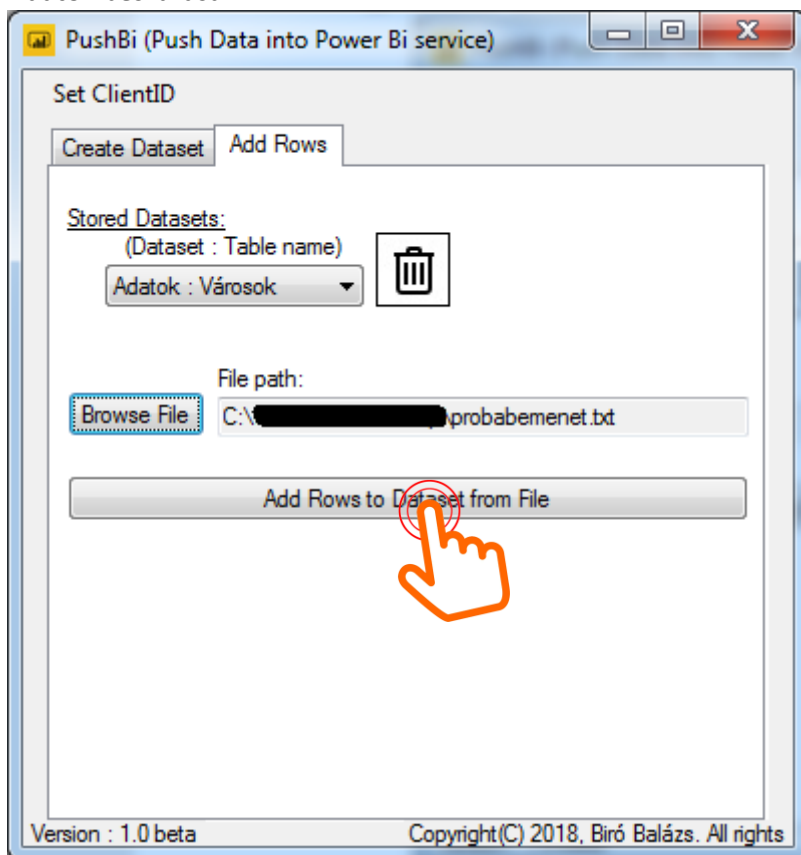 PushBi (Push Data into Power Bi service)
Set ClientID
Create Dataset Add Rows
Stored Datasets:
(Dataset : Table name)
Adatok : Városok
File path:
Browse File C:\ \probabemenet.txt
Add Rows to Dataset from File
Version : 1.0 beta Copyright(C) 2018, Biró Balázs. All rights